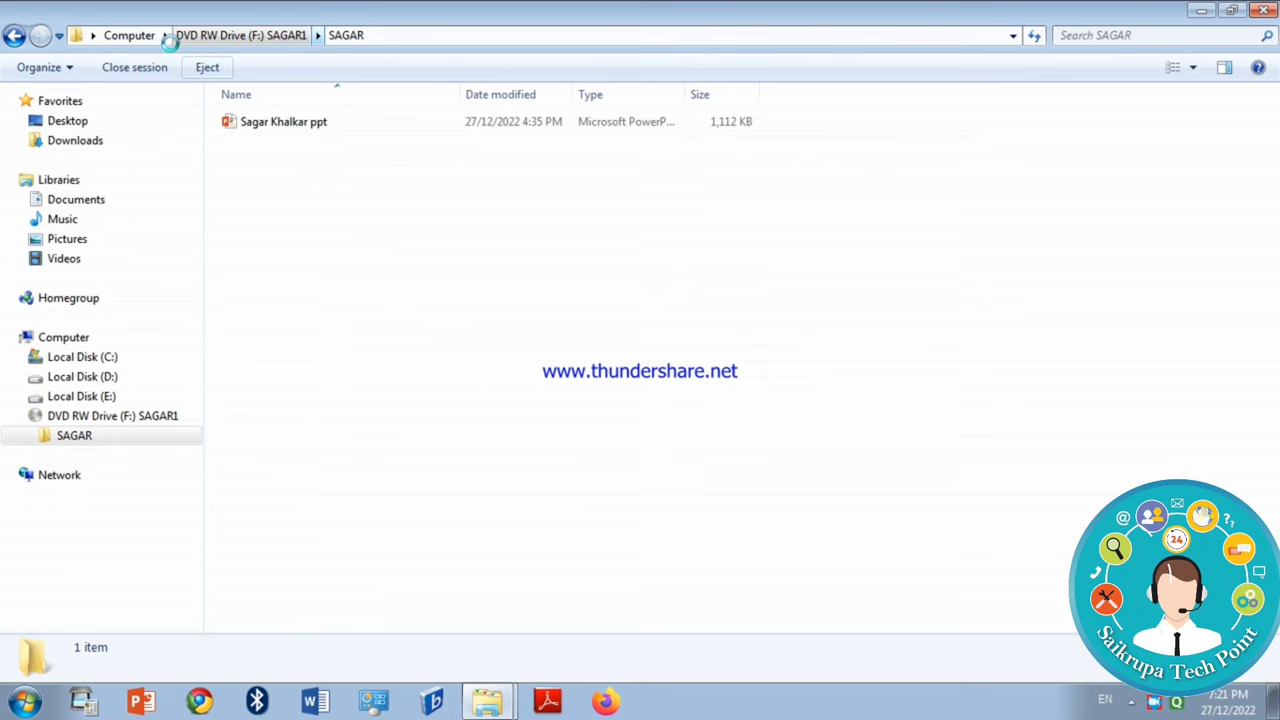 Computer DVD RW Drive (F:) SAGAR1 SAGAR
Search SAGAR
Organize Close session Eject
Name Date modified Type Size
Sagar Khalkar ppt 27/12/2022 4:35 PM Microsoft PowerP... 1,112 KB
Favorites
Desktop
Downloads
Libraries
Documents
Music
Pictures
Videos
Homegroup
Computer
Local Disk (C:)
Local Disk (D:)
Local Disk (E:)
DVD RW Drive (F:) SAGAR1
SAGAR
Network
www.thundershare.net
@ ??
24
Saikrupa Tech Point
1 item
EN
7:21 PM
27/12/2022